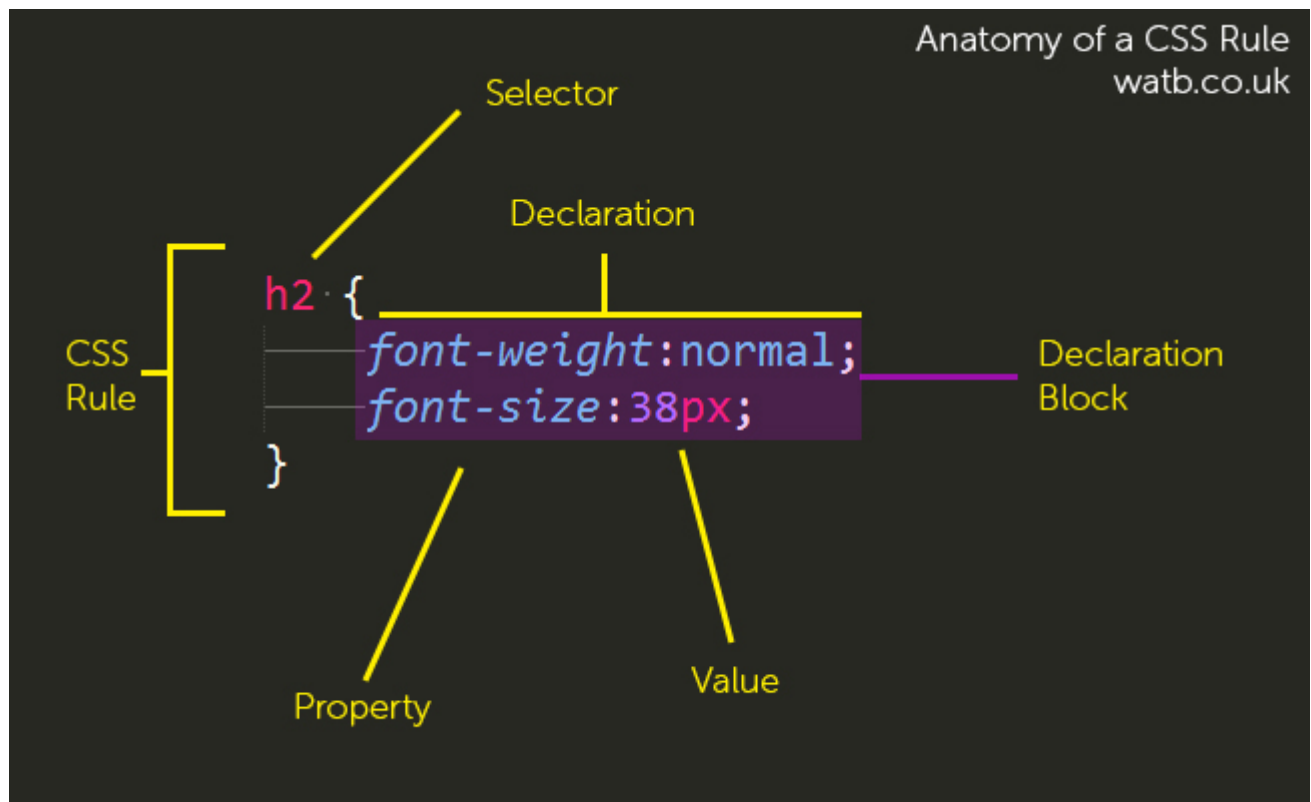 Anatomy of a CSS Rule
watb.co.uk
Selector
Declaration
h2 {
font-weight:normal;
font-size:38px;
}
CSS
Rule
Declaration
Block
Property
Value